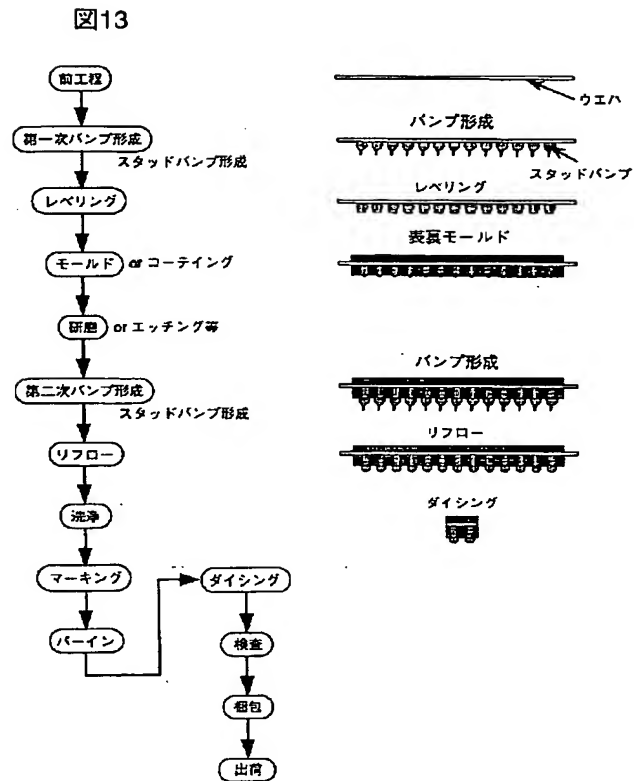 図13
前工程
第一次バンプ形成
スタッドバンプ形成
レベリング
モールド or コーテイング
研磨 or エッチング等
第二次バンプ形成
スタッドバンプ形成
リフロー
洗浄
マーキング
バーイン
ダイシング
検査
梱包
出荷
ウエハ
バンプ形成
スタッドバンプ
レベリング
表裏モールド
バンプ形成
リフロー
ダイシング